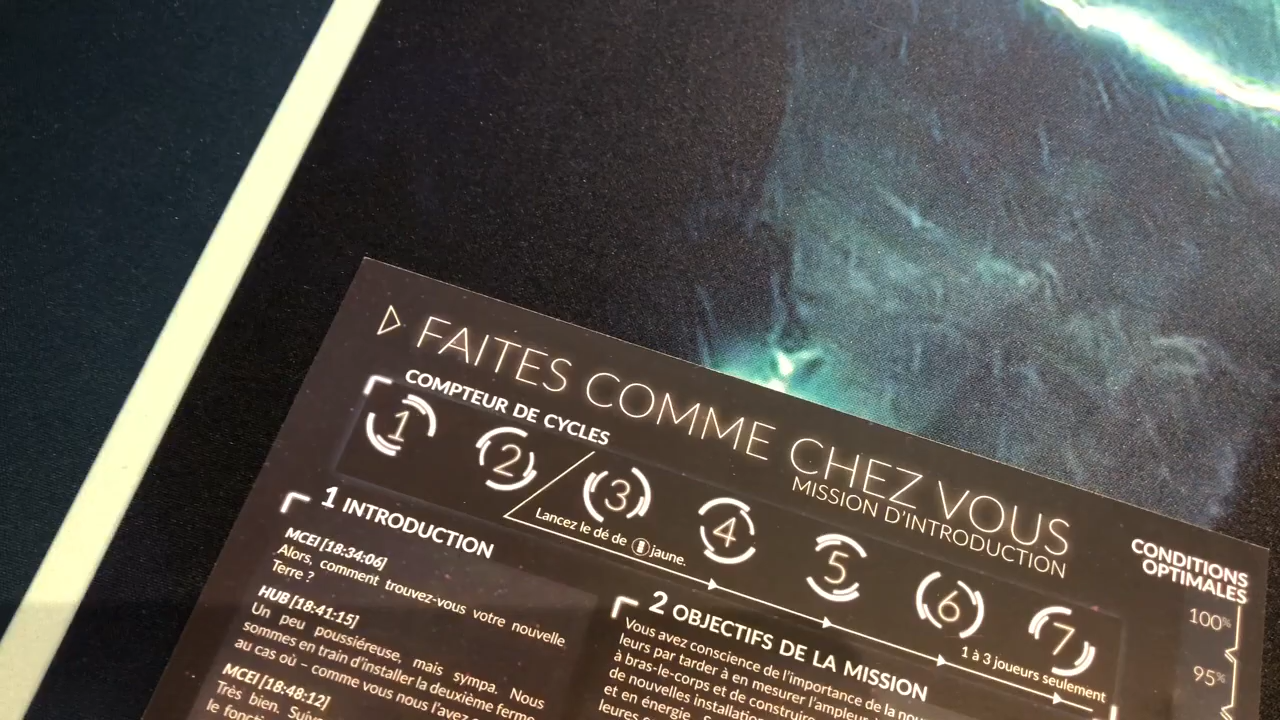 FAITES COMME CHEZ VOUS
MISSION D'INTRODUCTION
COMPTEUR DE CYCLES
1 2 3 4 5 6 7
Lancez le dé de jaune.
1 à 3 joueurs seulement
CONDITIONS
OPTIMALES
100%
95%
1 INTRODUCTION
MCEI [18:34:06]
Alors, comment trouvez-vous votre nouvelle
Terre ?
HUB [18:41:15]
Un peu poussiéreuse, mais sympa. Nous
sommes en train d'installer la deuxième ferme
au cas où – comme vous nous l'avez
MCEI [18:48:12]
Très bien.
le
2 OBJECTIFS DE LA MISSION
Vous avez conscience de l'importance de la
leurs par tarder à en mesurer l'ampleur
à bras-le-corps et de construire
de nouvelles
et en énergie.